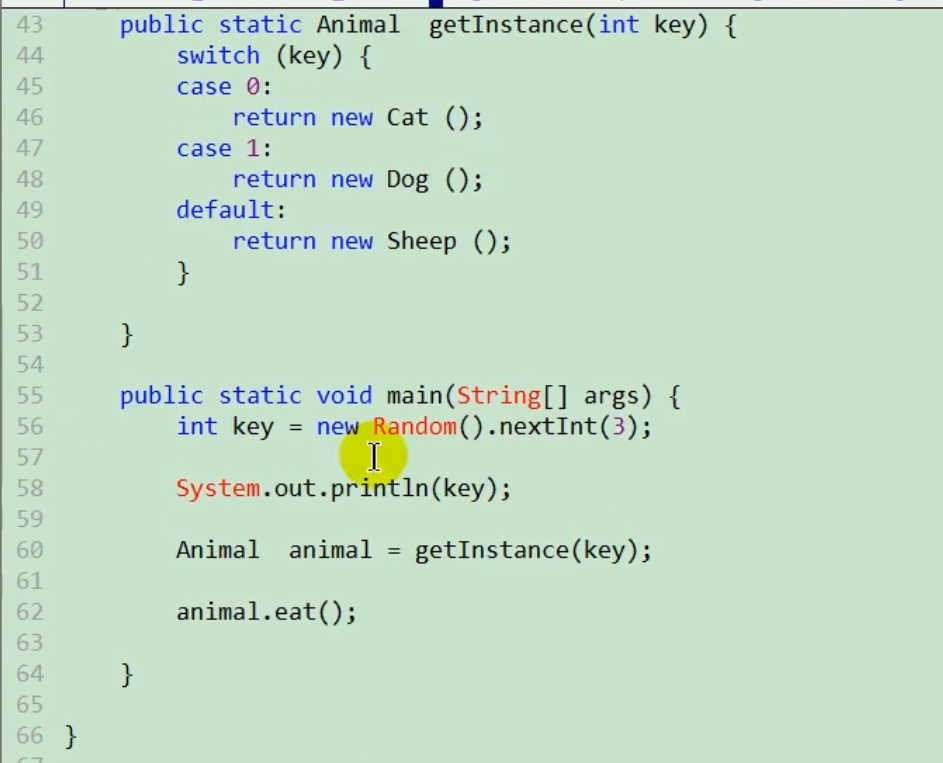 43 public static Animal  getInstance(int key) {
44 switch (key) {
45 case 0:
46 return new Cat ();
47 case 1:
48 return new Dog ();
49 default:
50 return new Sheep ();
51 }
52
53 }
54
55 public static void main(String[] args) {
56 int key = new Random().nextInt(3);
57
58 System.out.println(key);
59
60 Animal  animal = getInstance(key);
61
62 animal.eat();
63
64 }
65
66 }